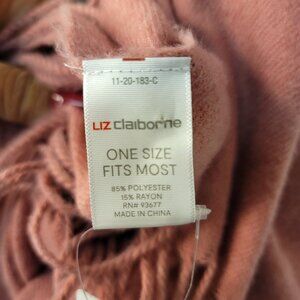 11-20-183-C
LIZ claiborne
ONE SIZE
FITS MOST
85% POLYESTER
15% RAYON
RN# 93677
MADE IN CHINA